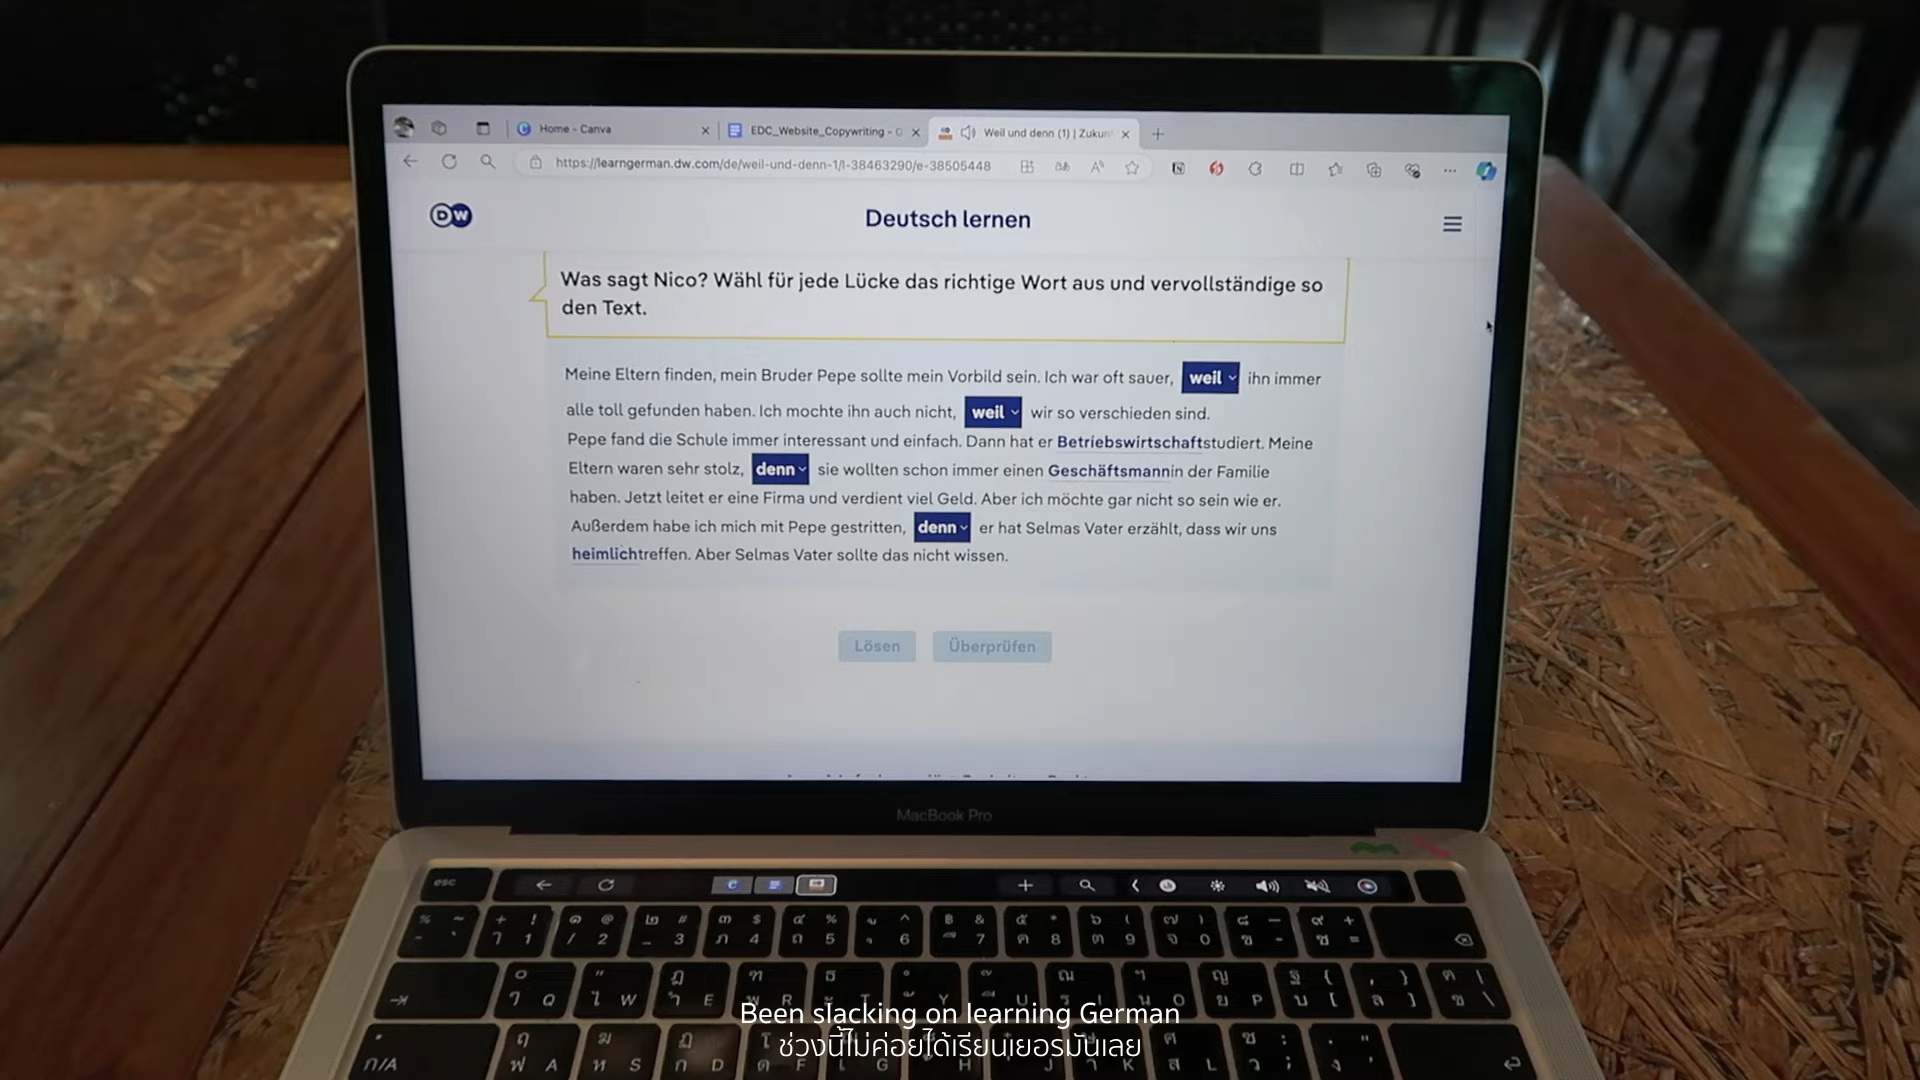 Home - Canva
EDC_Website_Copywriting - G
Weil und denn (1) | Zukun
https://learngerman.dw.com/de/weil-und-denn-1/l-38463290/e-38505448
DW
Deutsch lernen
Was sagt Nico? Wähl für jede Lücke das richtige Wort aus und vervollständige so
den Text.
Meine Eltern finden, mein Bruder Pepe sollte mein Vorbild sein. Ich war oft sauer, weil ihn immer
alle toll gefunden haben. Ich mochte ihn auch nicht, weil wir so verschieden sind.
Pepe fand die Schule immer interessant und einfach. Dann hat er Betriebswirtschaftstudiert. Meine
Eltern waren sehr stolz, denn sie wollten schon immer einen Geschäftsmannin der Familie
haben. Jetzt leitet er eine Firma und verdient viel Geld. Aber ich möchte gar nicht so sein wie er.
Außerdem habe ich mich mit Pepe gestritten, denn er hat Selmas Vater erzählt, dass wir uns
heimlichtreffen. Aber Selmas Vater sollte das nicht wissen.
Lösen Überprüfen
MacBook Pro
esc
Been slacking on learning German
ช่วงนี้ไม่ค่อยได้เรียนเยอรมันเลย